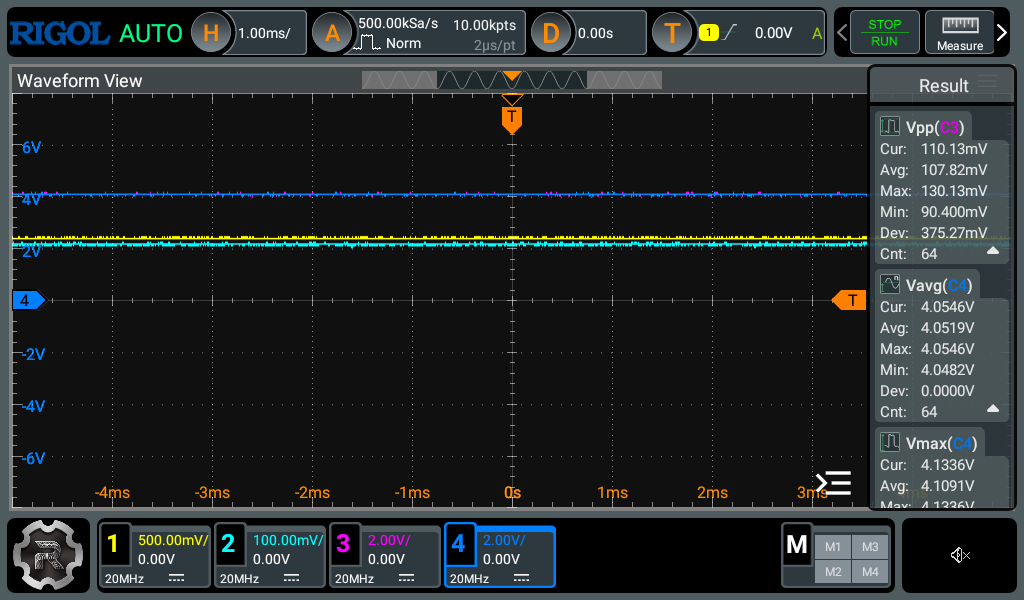 RIGOL AUTO H 1.00ms/ A 500.00kSa/s 10.00kpts D 0.00s T 1 0.00V A STOP
Norm 2µs/pt RUN Measure
Waveform View
Result
T
6V
4V
2V
4
T
-2V
-4V
-6V
-4ms -3ms -2ms -1ms 0s 1ms 2ms 3ms
Vpp(C3)
Cur: 110.13mV
Avg: 107.82mV
Max: 130.13mV
Min: 90.400mV
Dev: 375.27mV
Cnt: 64
Vavg(C4)
Cur: 4.0546V
Avg: 4.0519V
Max: 4.0546V
Min: 4.0482V
Dev: 0.0000V
Cnt: 64
Vmax(C4)
Cur: 4.1336V
Avg: 4.1091V
Max: 4.1336V
1 500.00mV/
0.00V
20MHz
2 100.00mV/
0.00V
20MHz
3 2.00V/
0.00V
20MHz
4 2.00V/
0.00V
20MHz
M M1 M3
M2 M4